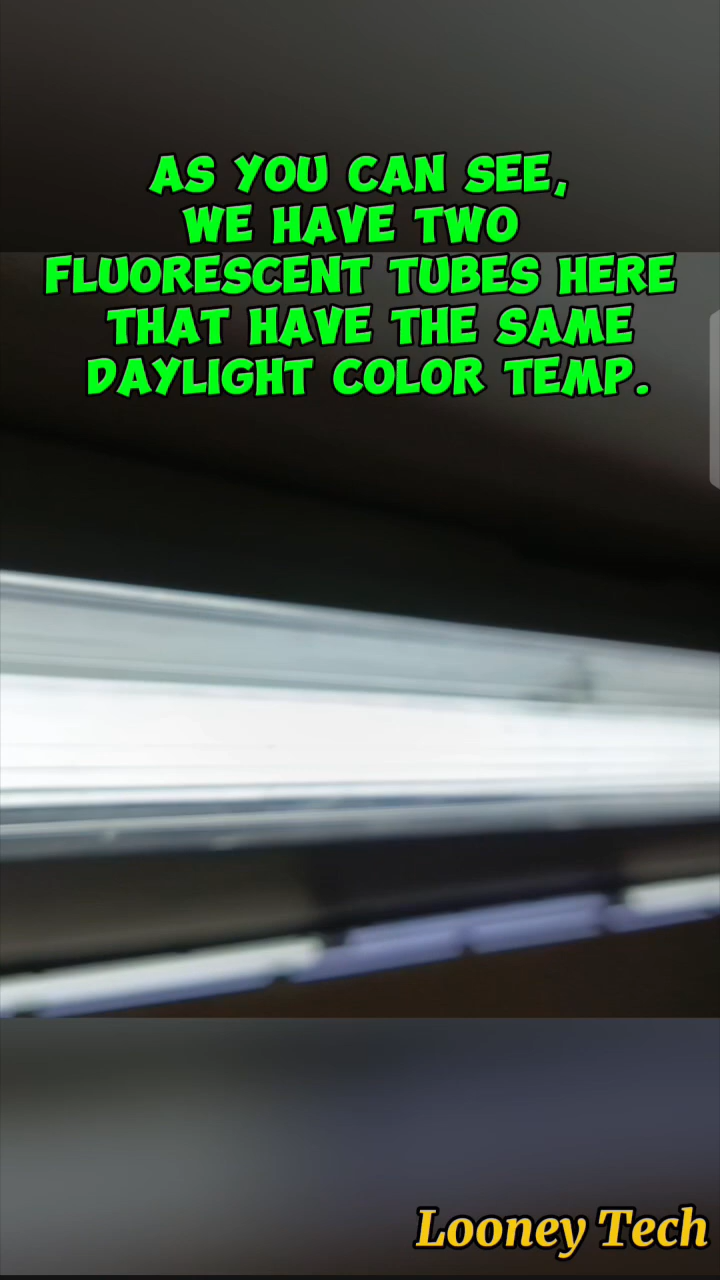 AS YOU CAN SEE,
WE HAVE TWO
FLUORESCENT TUBES HERE
THAT HAVE THE SAME
DAYLIGHT COLOR TEMP.
Looney Tech